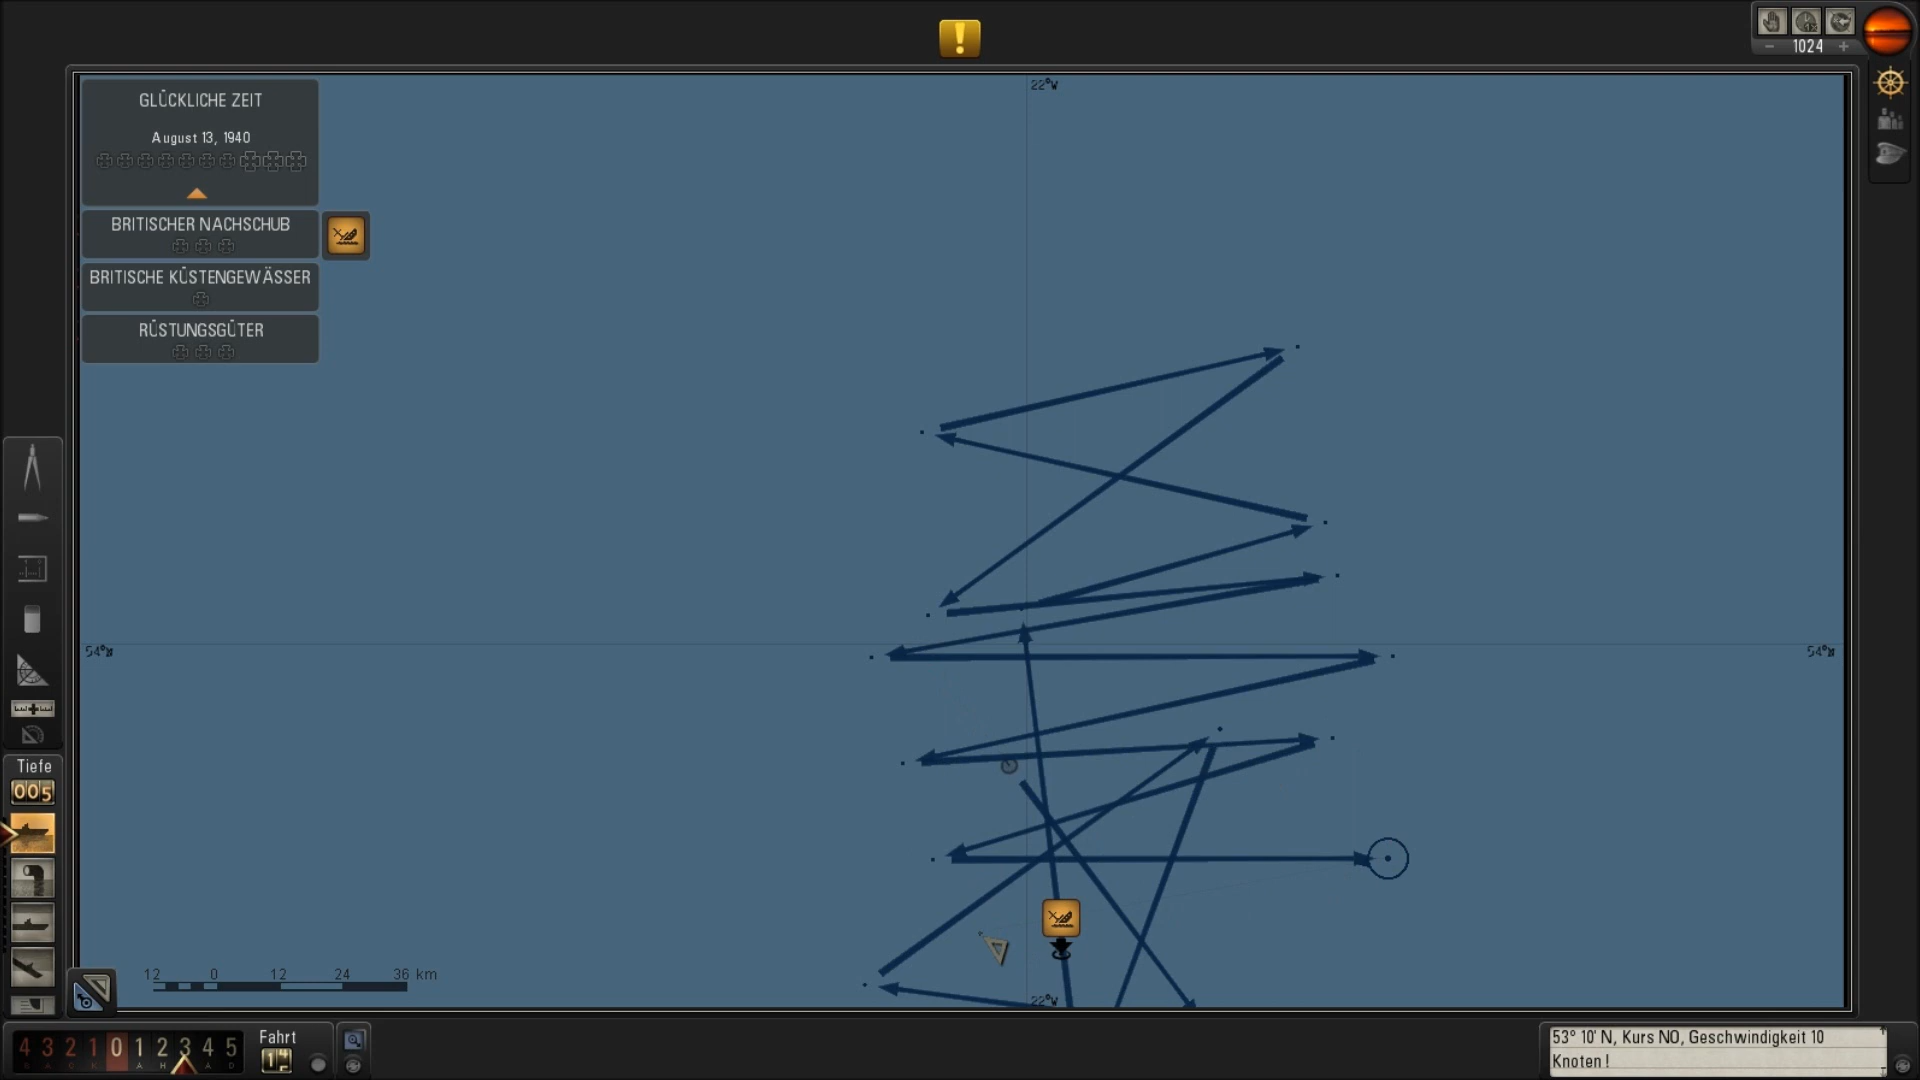 1024
22°W
GLÜCKLICHE ZEIT
August 13, 1940
BRITISCHER NACHSCHUB
BRITISCHE KÜSTENGEWÄSSER
RÜSTUNGSGÜTER
54°N
54°N
Tiefe
005
12 0 12 24 36 km
22°W
4 3 2 1 0 1 2 3 4 5
Fahrt
53° 10' N, Kurs NO, Geschwindigkeit 10
Knoten !